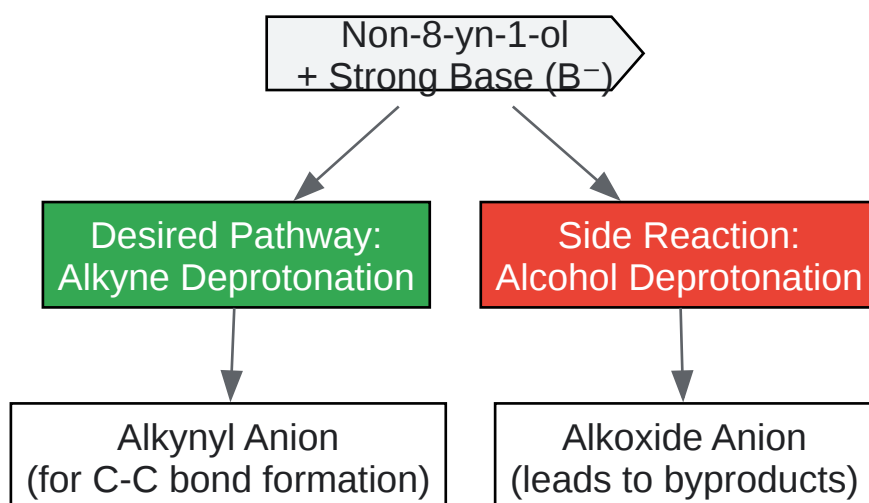 Non-8-yn-1-ol
+ Strong Base (B⁻)
Desired Pathway:
Alkyne Deprotonation
Side Reaction:
Alcohol Deprotonation
Alkynyl Anion
(for C-C bond formation)
Alkoxide Anion
(leads to byproducts)